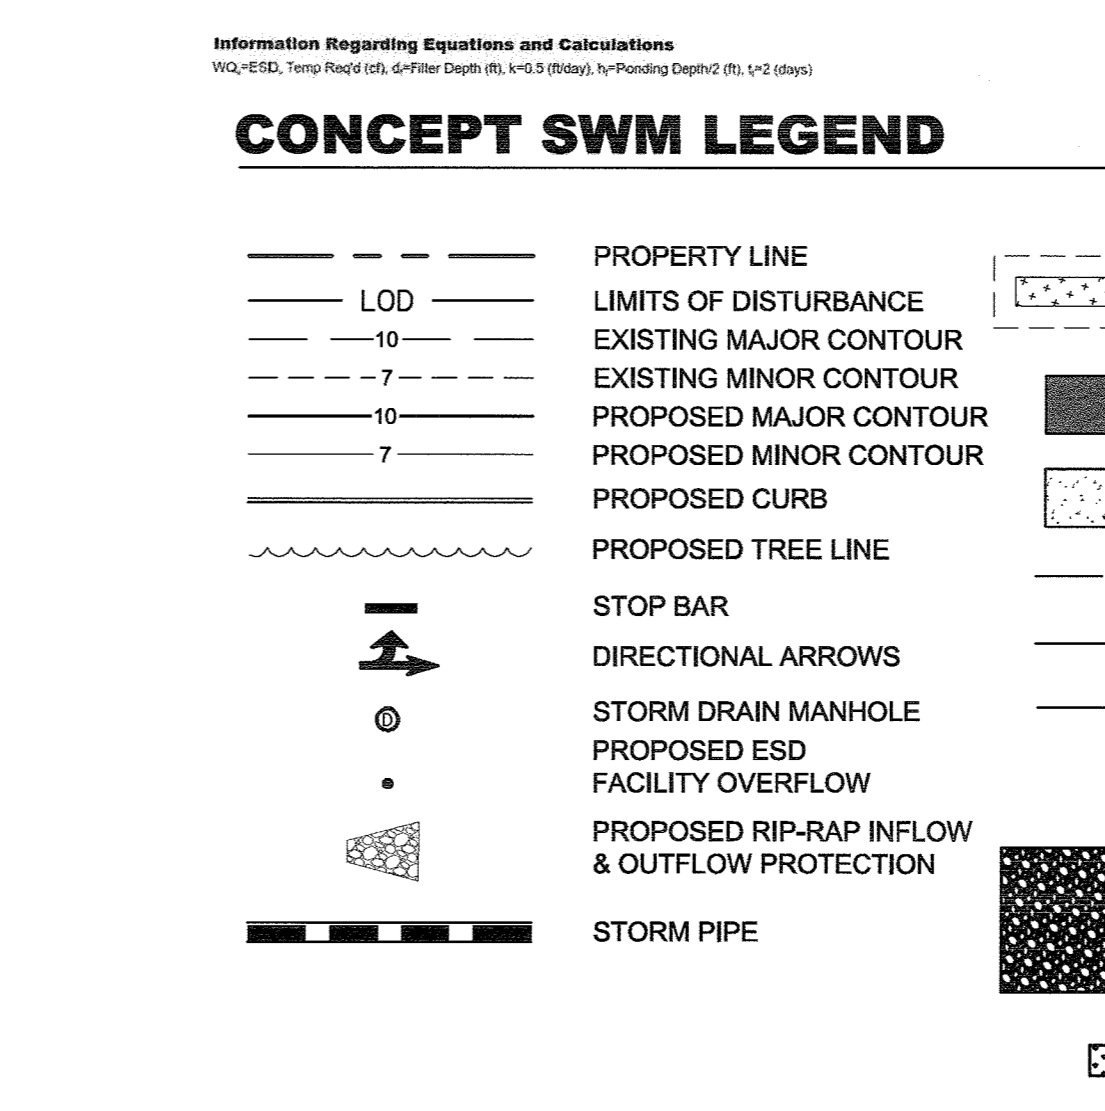 Information Regarding Equations and Calculations
WQv=ESDv Temp Req'd (cf), df=Filter Depth (ft), k=0.5 (ft/day), hf=Ponding Depth/2 (ft), tf=2 (days)
CONCEPT SWM LEGEND
PROPERTY LINE
LOD LIMITS OF DISTURBANCE
10 EXISTING MAJOR CONTOUR
7 EXISTING MINOR CONTOUR
10 PROPOSED MAJOR CONTOUR
7 PROPOSED MINOR CONTOUR
PROPOSED CURB
PROPOSED TREE LINE
STOP BAR
DIRECTIONAL ARROWS
D STORM DRAIN MANHOLE
PROPOSED ESD
FACILITY OVERFLOW
PROPOSED RIP-RAP INFLOW
& OUTFLOW PROTECTION
STORM PIPE